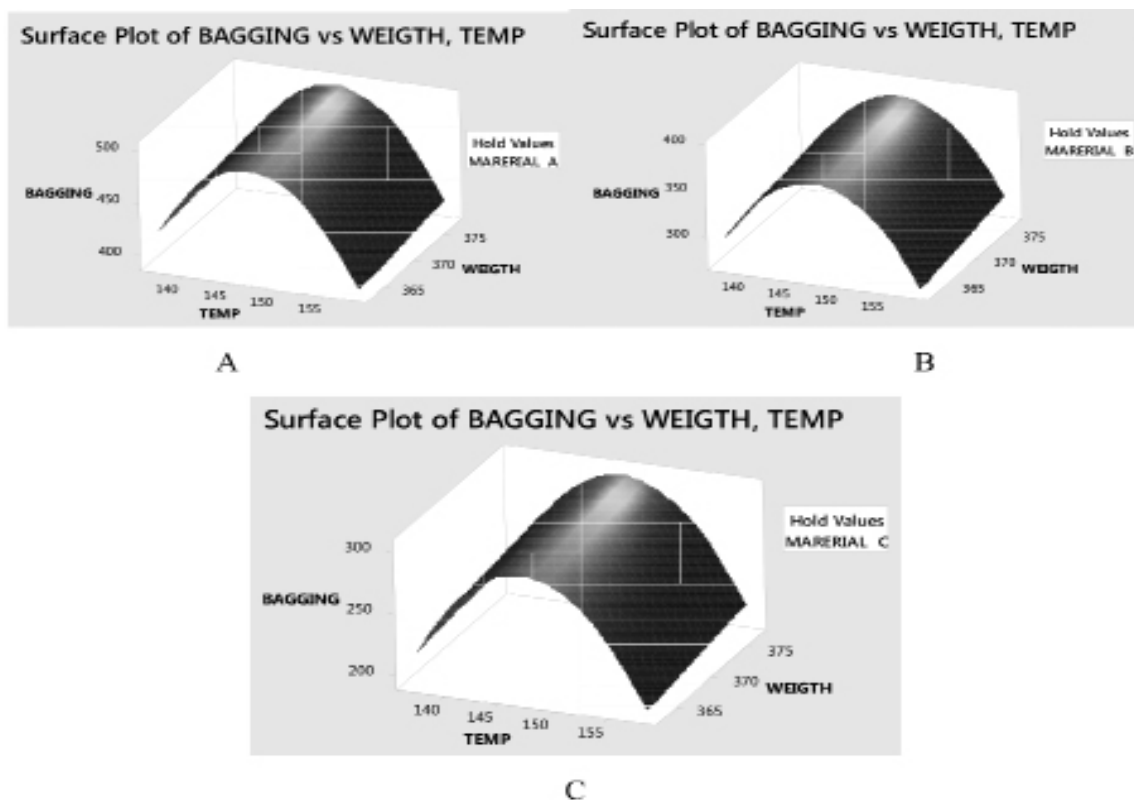 Surface Plot of BAGGING vs WEIGTH, TEMP
500
450
400
BAGGING
140
145
150
155
TEMP
375
370
365
WEIGTH
Hold Values
MARERIAL A
A
Surface Plot of BAGGING vs WEIGTH, TEMP
400
350
300
BAGGING
140
145
150
155
TEMP
375
370
365
WEIGTH
Hold Values
MARERIAL B
B
Surface Plot of BAGGING vs WEIGTH, TEMP
300
250
200
BAGGING
140
145
150
155
TEMP
375
370
365
WEIGTH
Hold Values
MARERIAL C
C